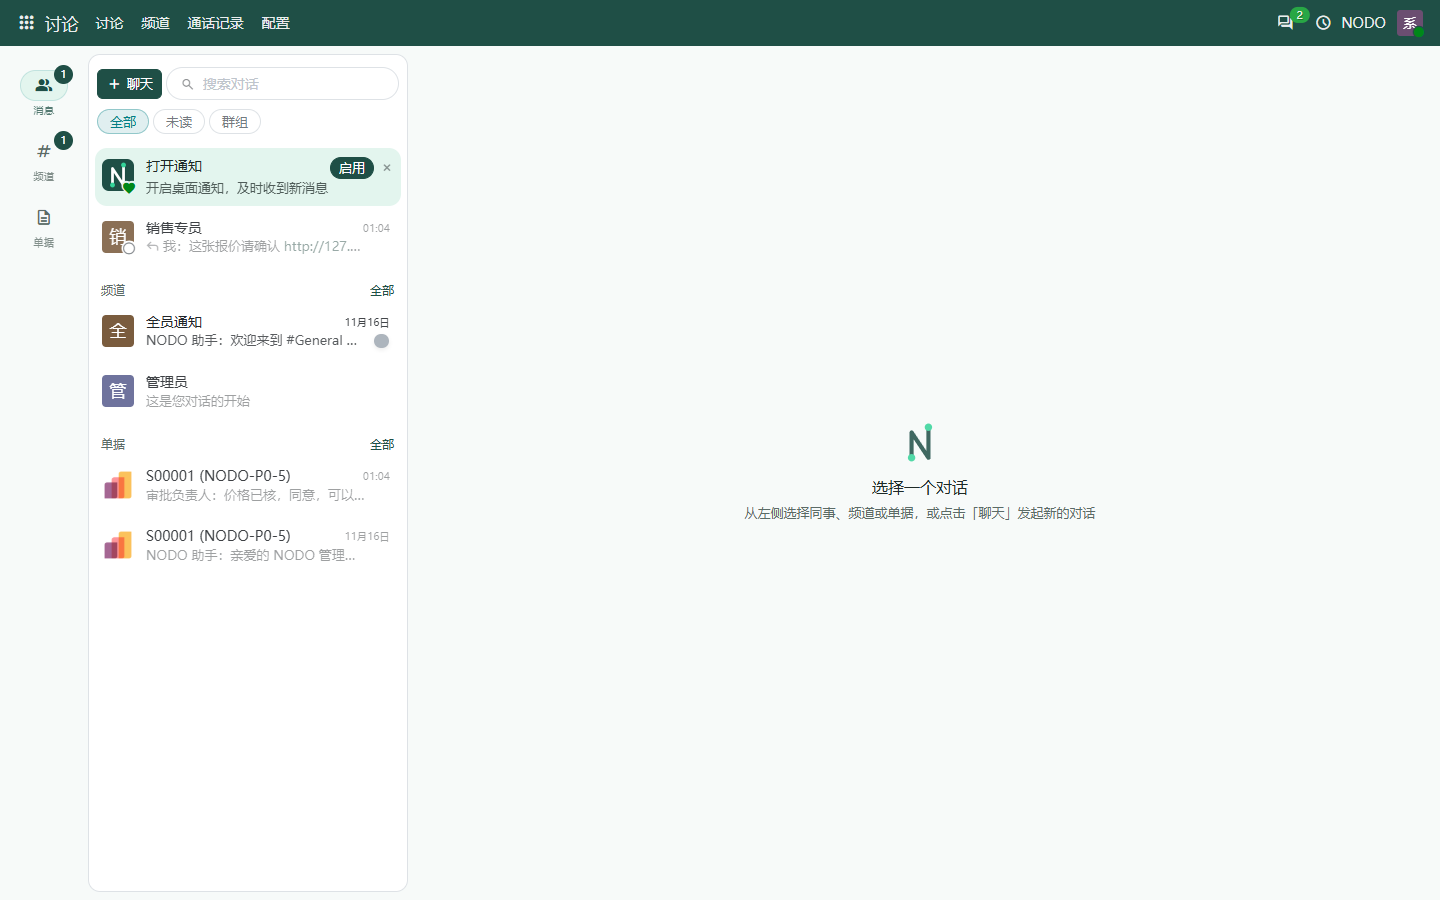 讨论 讨论 频道 通话记录 配置 2 NODO 系
1
消息
1
频道
单据
聊天 搜索对话
全部 未读 群组
打开通知 启用
开启桌面通知，及时收到新消息
销 销售专员 01:04
我：这张报价请确认 http://127....
频道 全部
全 全员通知 11月16日
NODO 助手：欢迎来到 #General ...
管 管理员
这是您对话的开始
单据 全部
S00001 (NODO-P0-5) 01:04
审批负责人：价格已核，同意，可以...
S00001 (NODO-P0-5) 11月16日
NODO 助手：亲爱的 NODO 管理...
N
选择一个对话
从左侧选择同事、频道或单据，或点击「聊天」发起新的对话